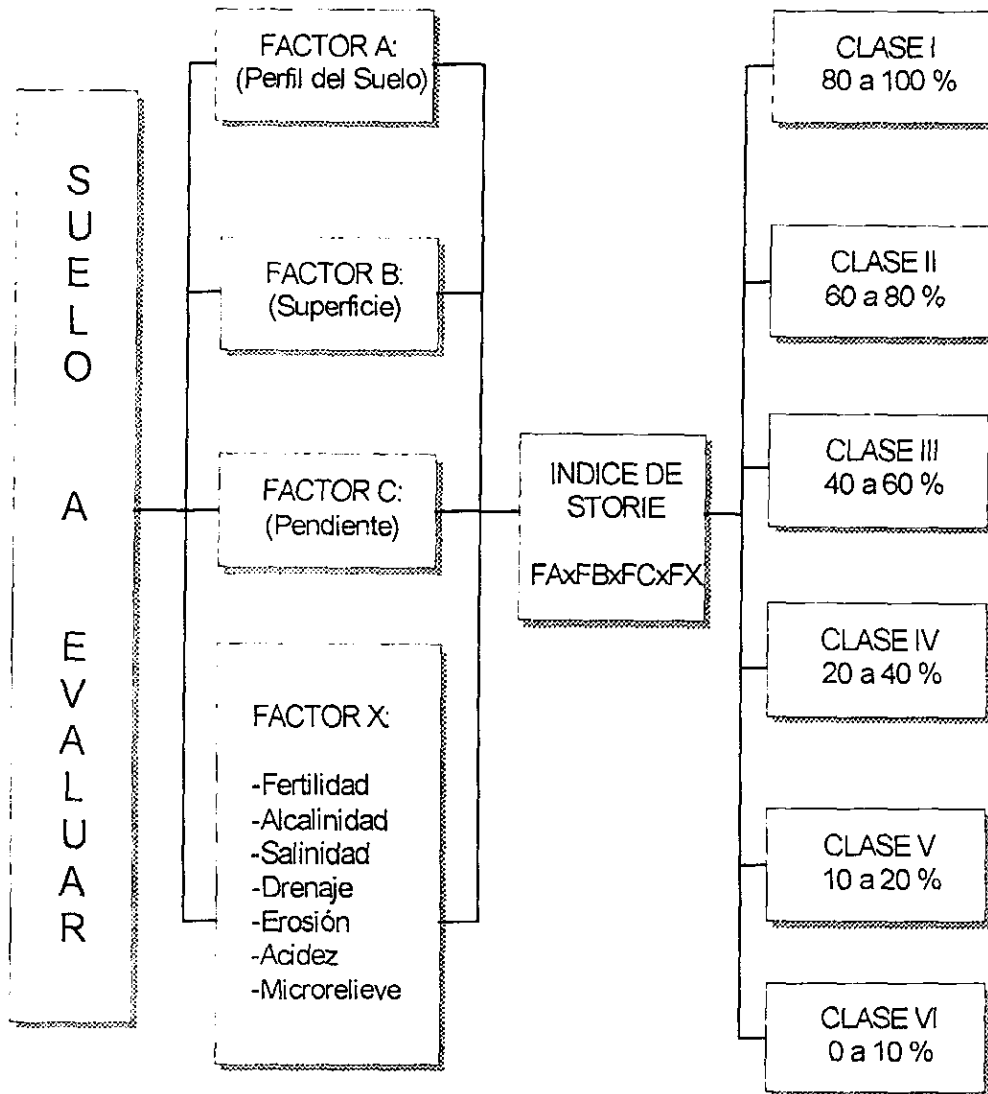 SUELO A EVALUAR
FACTOR A:
(Perfil del Suelo)
FACTOR B:
(Superficie)
FACTOR C:
(Pendiente)
FACTOR X:
-Fertilidad
-Alcalinidad
-Salinidad
-Drenaje
-Erosión
-Acidez
-Microrelieve
INDICE DE
STORIE
FAxFBxFCxFX
CLASE I
80 a 100 %
CLASE II
60 a 80 %
CLASE III
40 a 60 %
CLASE IV
20 a 40 %
CLASE V
10 a 20 %
CLASE VI
0 a 10 %